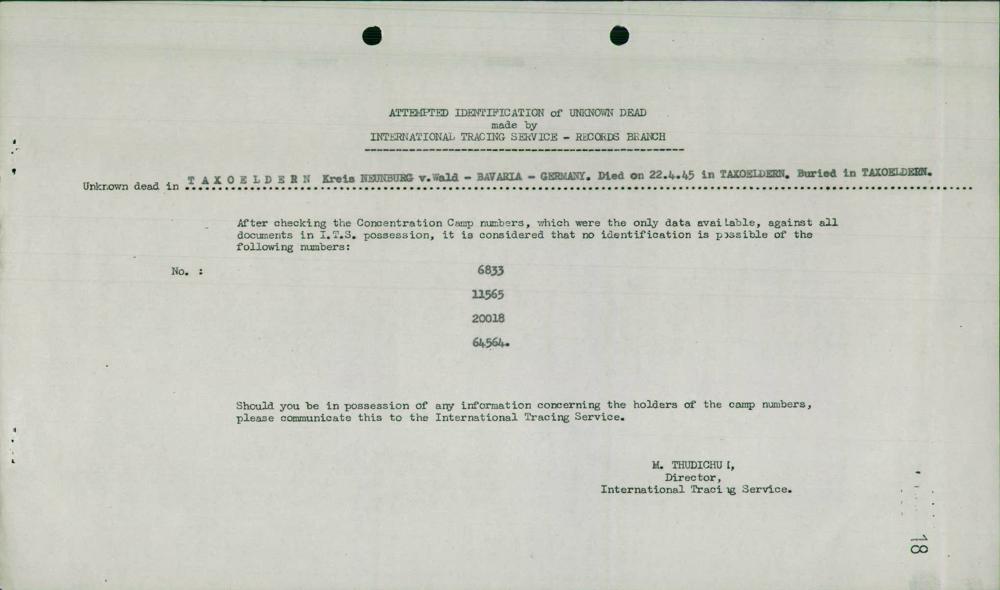 ATTEMPTED IDENTIFICATION of UNKNOWN DEAD
made by
INTERNATIONAL TRACING SERVICE - RECORDS BRANCH
Unknown dead in TAXOELDERN Kreis NEUNBURG v.Wald - BAVARIA - GERMANY. Died on 22.4.45 in TAXOELDERN. Buried in TAXOELDERN.
After checking the Concentration Camp numbers, which were the only data available, against all
documents in I.T.S. possession, it is considered that no identification is possible of the
following numbers:
No. : 6833
11565
20018
64564.
Should you be in possession of any information concerning the holders of the camp numbers,
please communicate this to the International Tracing Service.
M. THUDICHUM,
Director,
International Tracing Service.
18